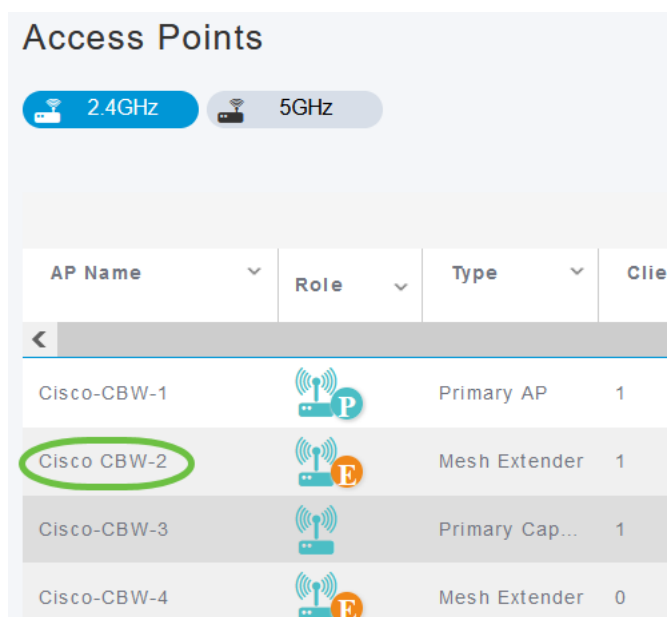 Access Points
2.4GHz 5GHz
AP Name Role Type Clie
Cisco-CBW-1 P Primary AP 1
Cisco CBW-2 E Mesh Extender 1
Cisco-CBW-3 Primary Cap... 1
Cisco-CBW-4 E Mesh Extender 0